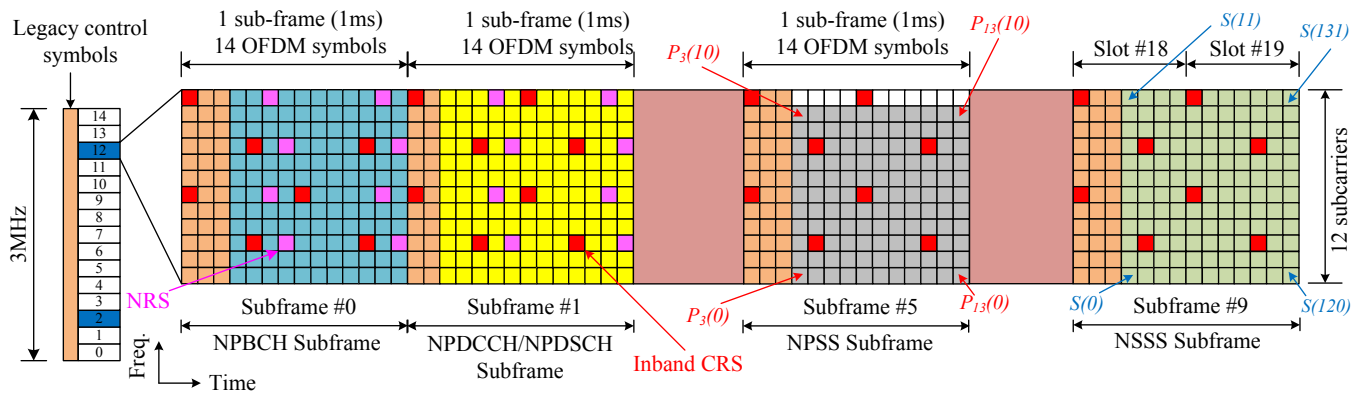 Legacy control
symbols
1 sub-frame (1ms)
14 OFDM symbols
1 sub-frame (1ms)
14 OFDM symbols
1 sub-frame (1ms)
14 OFDM symbols
P3(10)
P13(10)
S(11)
S(131)
Slot #18
Slot #19
14
13
12
11
10
9
8
7
6
5
4
3
2
1
0
3MHz
12 subcarriers
NRS
Subframe #0
Subframe #1
P3(0)
Subframe #5
P13(0)
S(0)
Subframe #9
S(120)
NPBCH Subframe
NPDCCH/NPDSCH
Subframe
Inband CRS
NPSS Subframe
NSSS Subframe
Freq.
Time